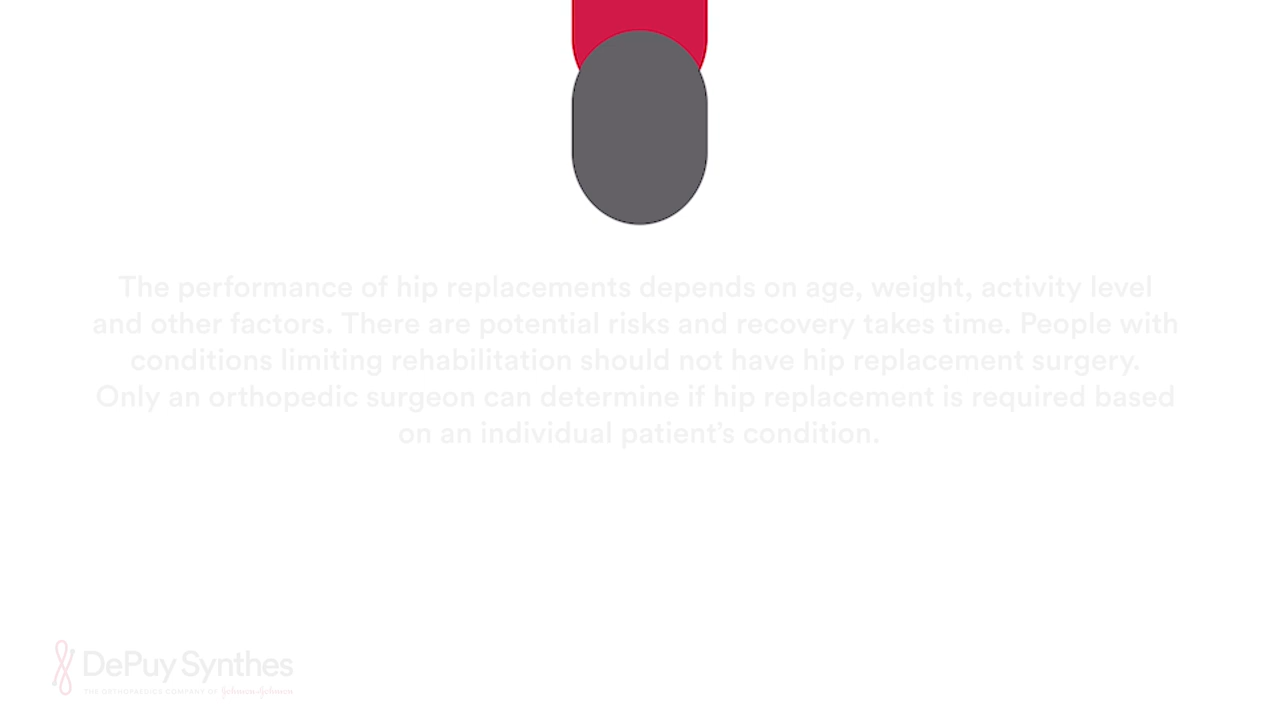 The performance of hip replacements depends on age, weight, activity level
and other factors. There are potential risks and recovery takes time. People with
conditions limiting rehabilitation should not have hip replacement surgery.
Only an orthopedic surgeon can determine if hip replacement is required based
on an individual patient’s condition.
DePuy Synthes
THE ORTHOPAEDICS COMPANY OF Johnson & Johnson